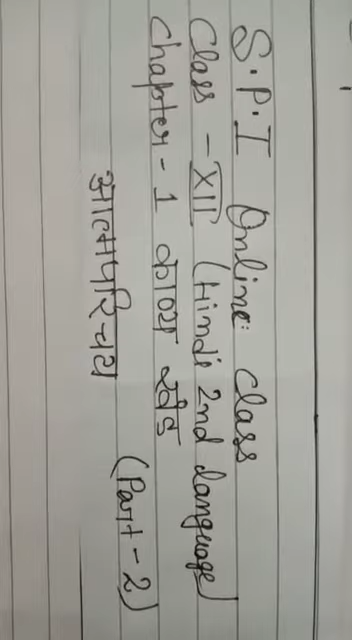 S.P.I Online: Class
Class - XII (Hindi 2nd Language)
Chapter - 1 काव्य खंड
आत्मपरिचय
(Part - 2)